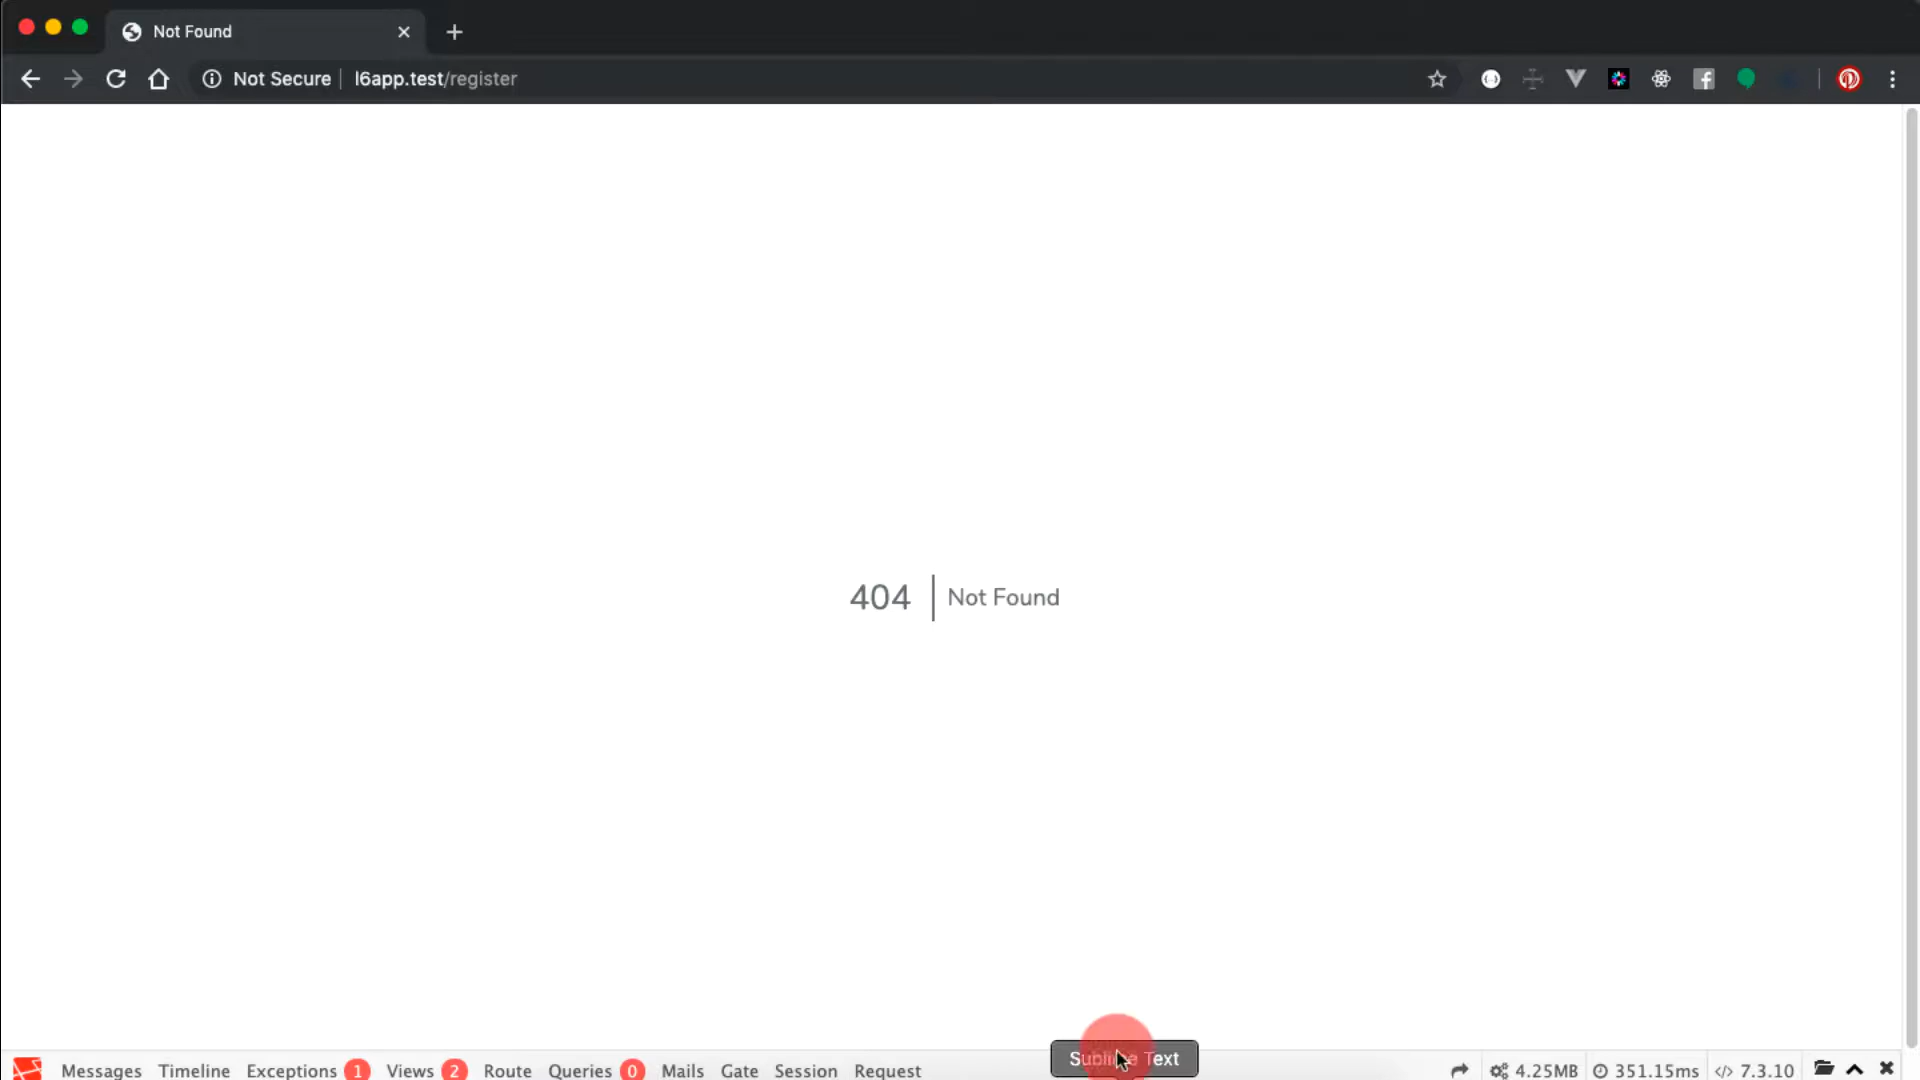 Not Found
Not Secure l6app.test/register
404 Not Found
Sublime Text
Messages Timeline Exceptions 1 Views 2 Route Queries 0 Mails Gate Session Request 4.25MB 351.15ms 7.3.10